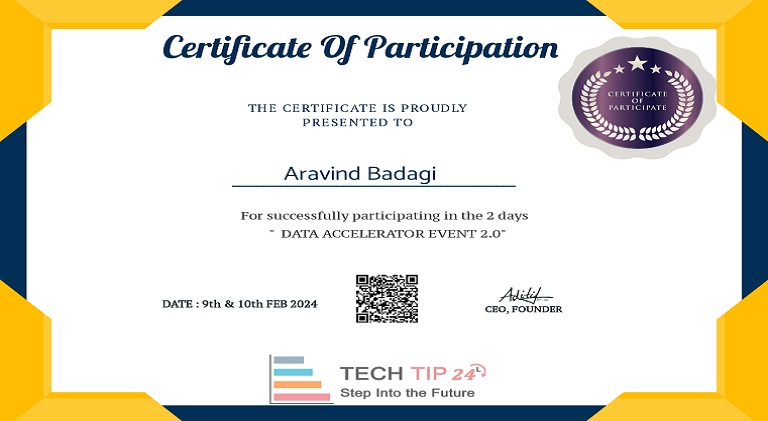 Certificate Of Participation
CERTIFICATE
OF
PARTICIPATE
THE CERTIFICATE IS PROUDLY
PRESENTED TO
Aravind Badagi
For successfully participating in the 2 days
" DATA ACCELERATOR EVENT 2.0"
DATE : 9th & 10th FEB 2024
CEO, FOUNDER
TECH TIP 24
Step Into the Future